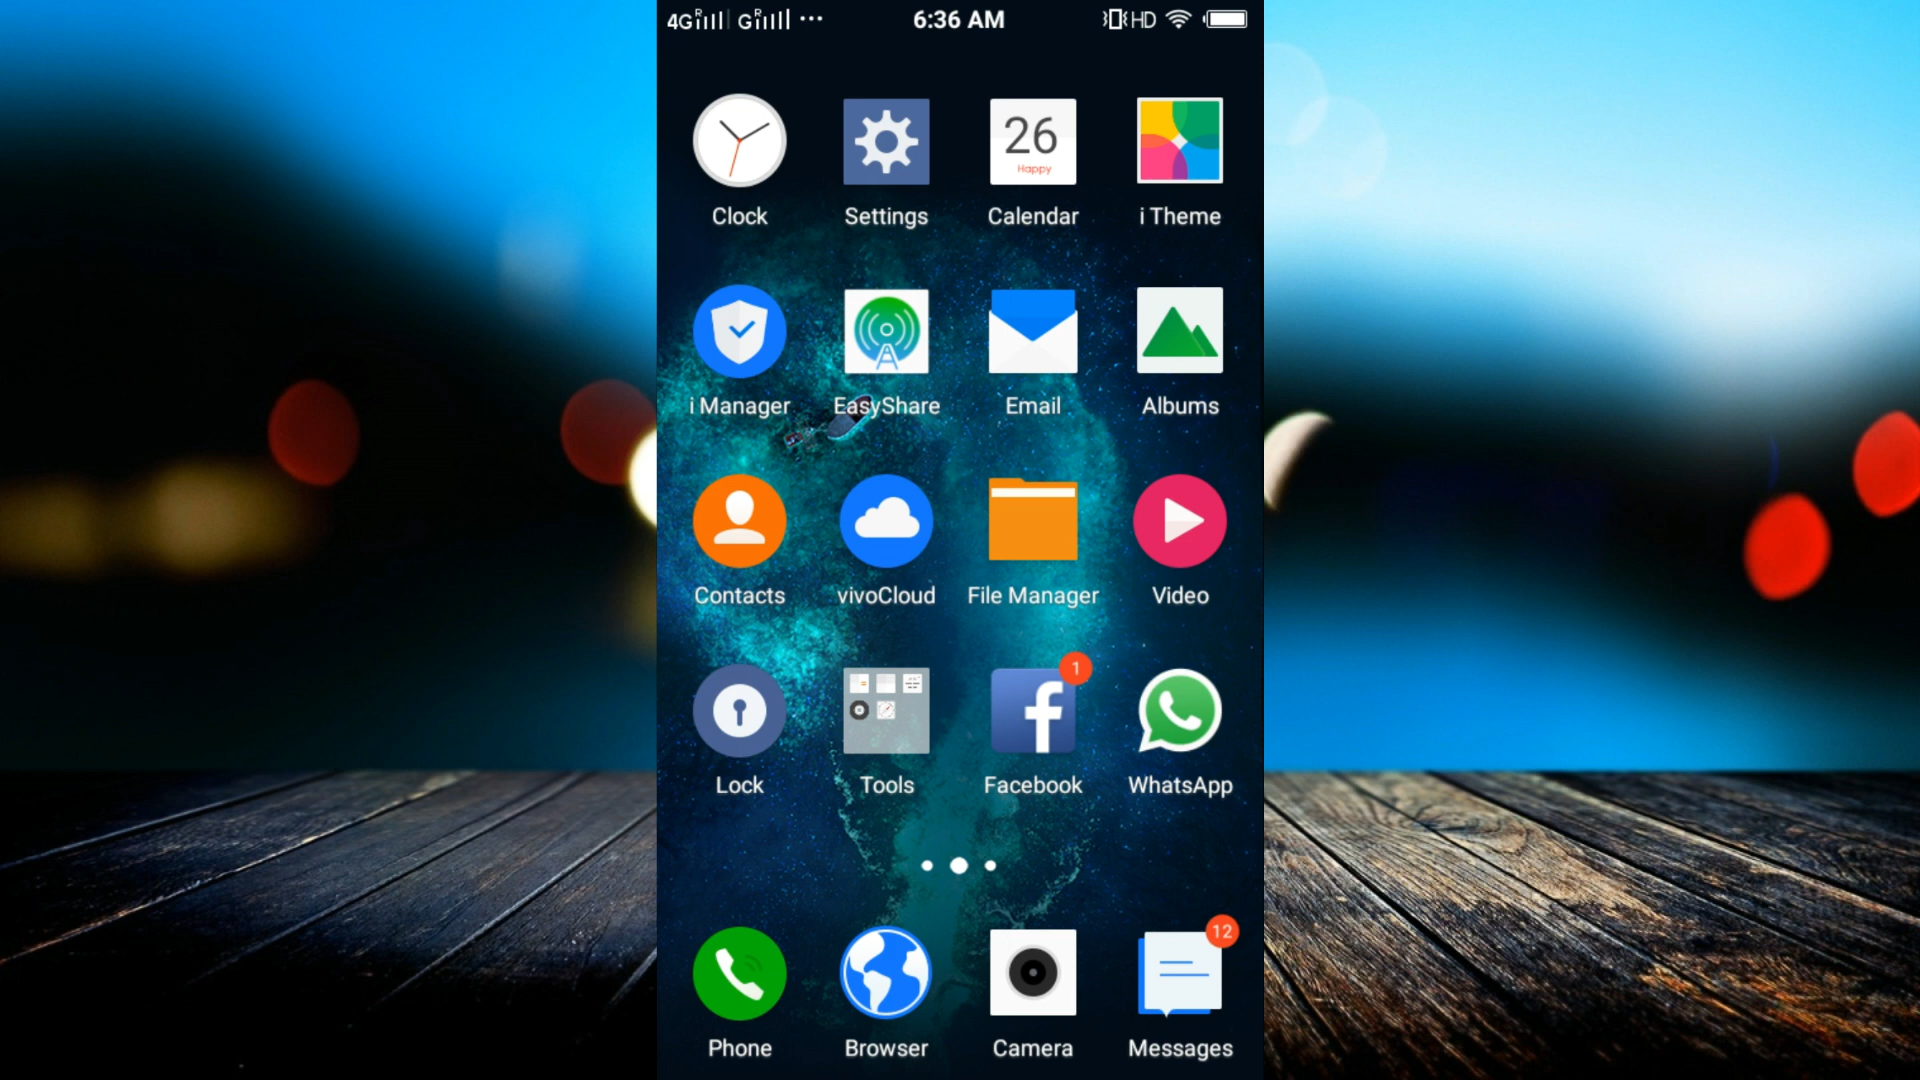 4G R G R ... 6:36 AM HD
26
Happy
Clock Settings Calendar i Theme
i Manager EasyShare Email Albums
Contacts vivoCloud File Manager Video
1
Lock Tools Facebook WhatsApp
12
Phone Browser Camera Messages